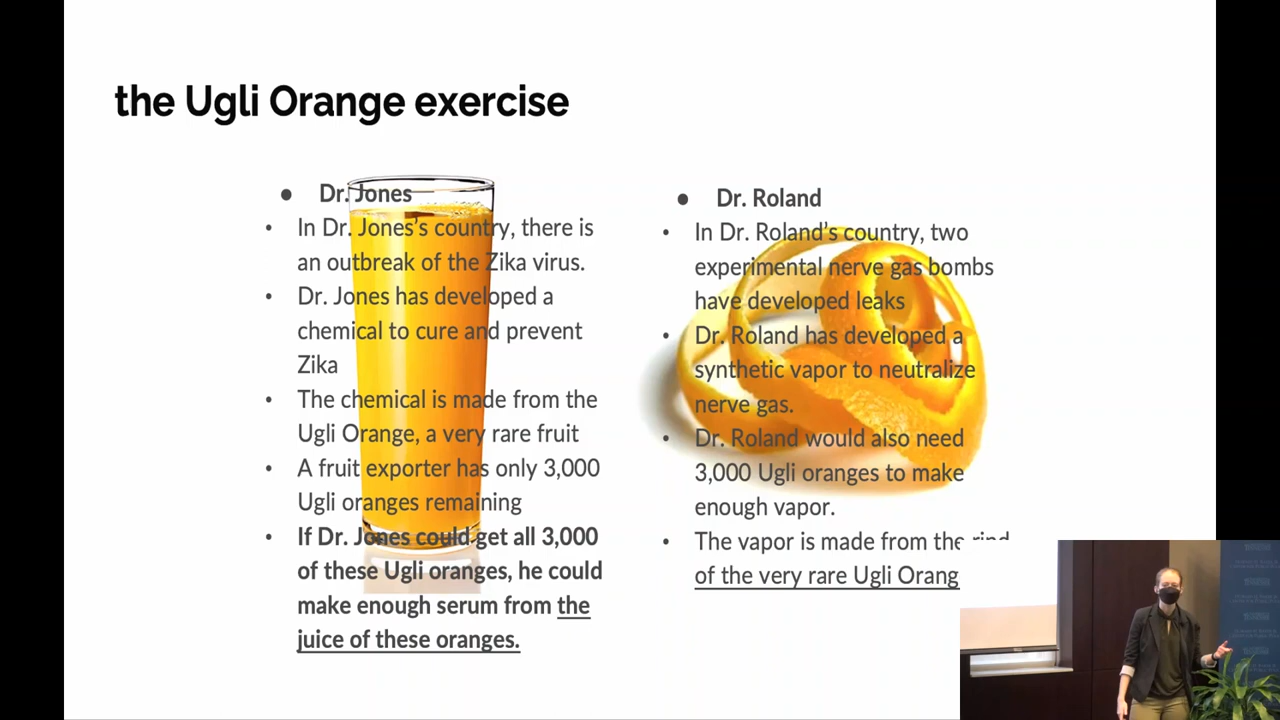 the Ugli Orange exercise
● Dr. Jones
• In Dr. Jones’s country, there is
an outbreak of the Zika virus.
• Dr. Jones has developed a
chemical to cure and prevent
Zika
• The chemical is made from the
Ugli Orange, a very rare fruit
• A fruit exporter has only 3,000
Ugli oranges remaining
• If Dr. Jones could get all 3,000
of these Ugli oranges, he could
make enough serum from the
juice of these oranges.
● Dr. Roland
• In Dr. Roland’s country, two
experimental nerve gas bombs
have developed leaks
• Dr. Roland has developed a
synthetic vapor to neutralize
nerve gas.
• Dr. Roland would also need
3,000 Ugli oranges to make
enough vapor.
• The vapor is made from the rind
of the very rare Ugli Orang